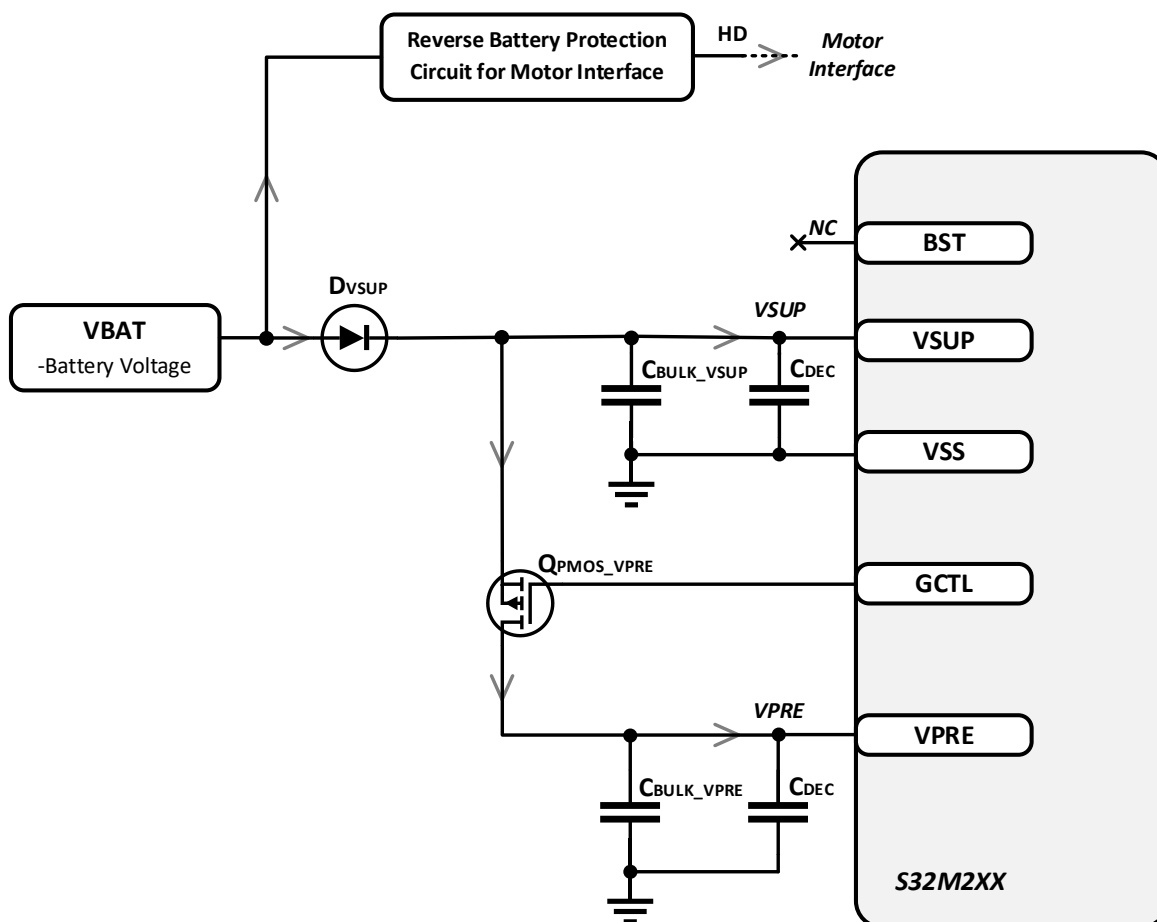 Reverse Battery Protection
Circuit for Motor Interface
HD
Motor
Interface
NC
BST
DVSUP
VSUP
VBAT
-Battery Voltage
VSUP
CBULK_VSUP
CDEC
VSS
QPMOS_VPRE
GCTL
VPRE
VPRE
CBULK_VPRE
CDEC
S32M2XX